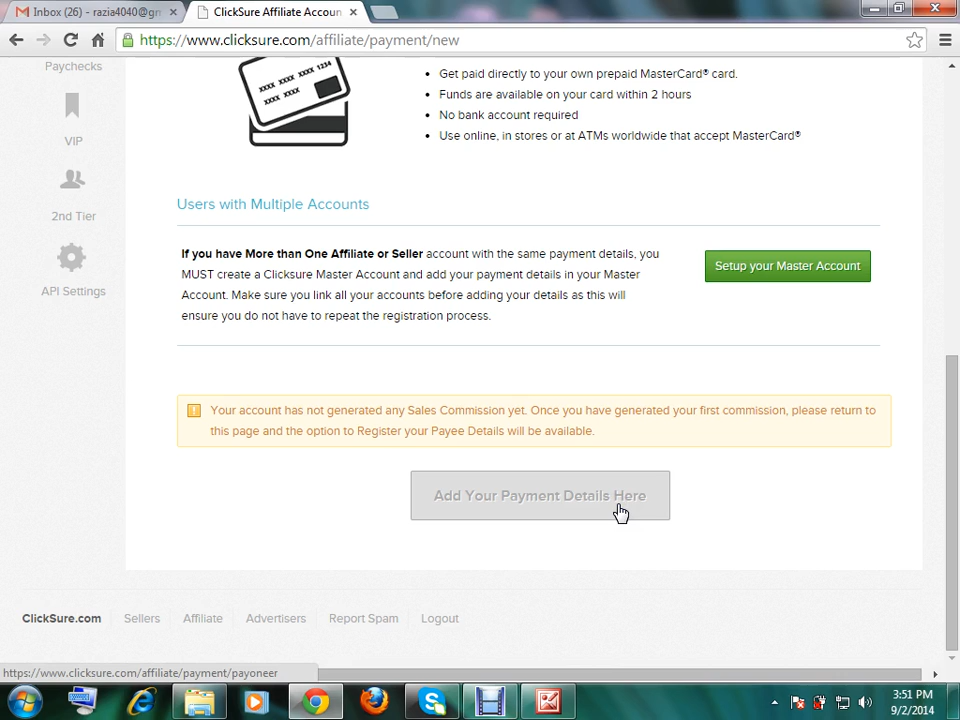 Inbox (26) - razia4040@gm
ClickSure Affiliate Accoun
https://www.clicksure.com/affiliate/payment/new
Paychecks
VIP
2nd Tier
API Settings
XXXX XXXX XXXX 1234
XXXX XXXX
• Get paid directly to your own prepaid MasterCard® card.
• Funds are available on your card within 2 hours
• No bank account required
• Use online, in stores or at ATMs worldwide that accept MasterCard®
Users with Multiple Accounts
If you have More than One Affiliate or Seller account with the same payment details, you
MUST create a Clicksure Master Account and add your payment details in your Master
Account. Make sure you link all your accounts before adding your details as this will
ensure you do not have to repeat the registration process.
Setup your Master Account
Your account has not generated any Sales Commission yet. Once you have generated your first commission, please return to
this page and the option to Register your Payee Details will be available.
Add Your Payment Details Here
ClickSure.com
Sellers
Affiliate
Advertisers
Report Spam
Logout
https://www.clicksure.com/affiliate/payment/payoneer
3:51 PM
9/2/2014